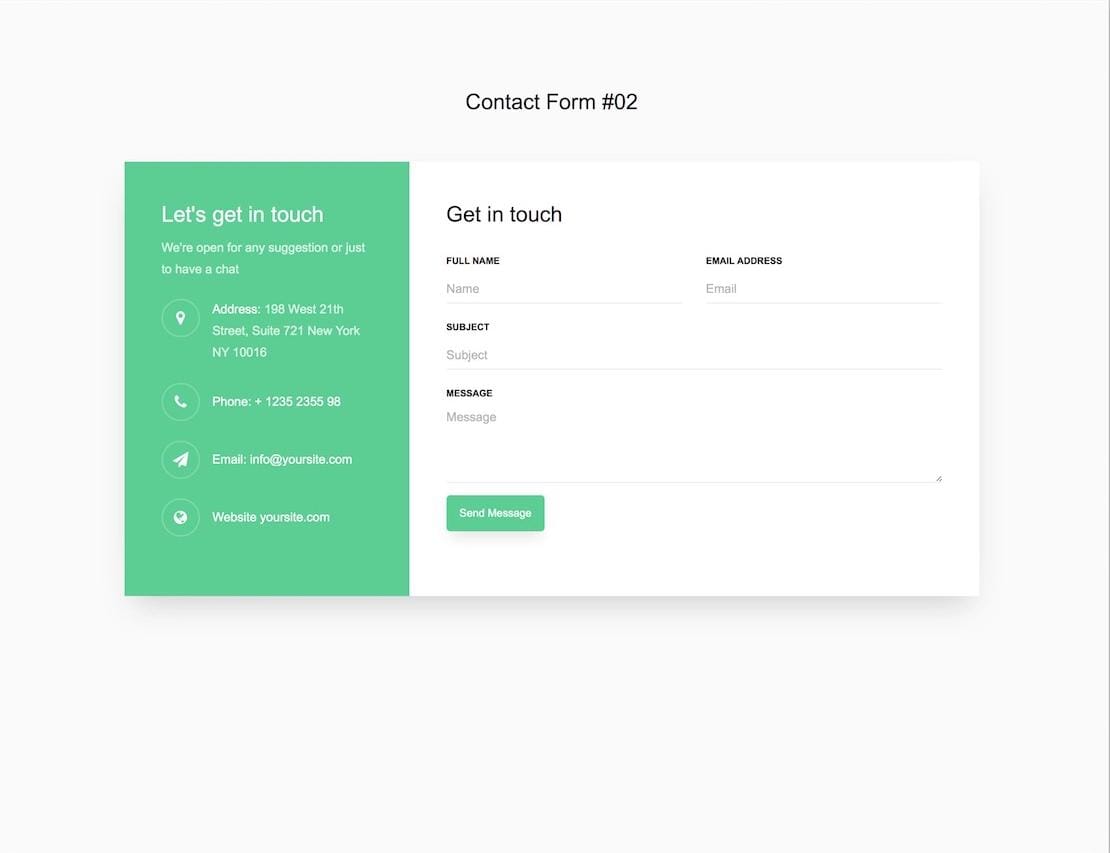 Contact Form #02
Let's get in touch
We're open for any suggestion or just
to have a chat
Address: 198 West 21th
Street, Suite 721 New York
NY 10016
Phone: + 1235 2355 98
Email: info@yoursite.com
Website yoursite.com
Get in touch
FULL NAME
Name
EMAIL ADDRESS
Email
SUBJECT
Subject
MESSAGE
Message
Send Message